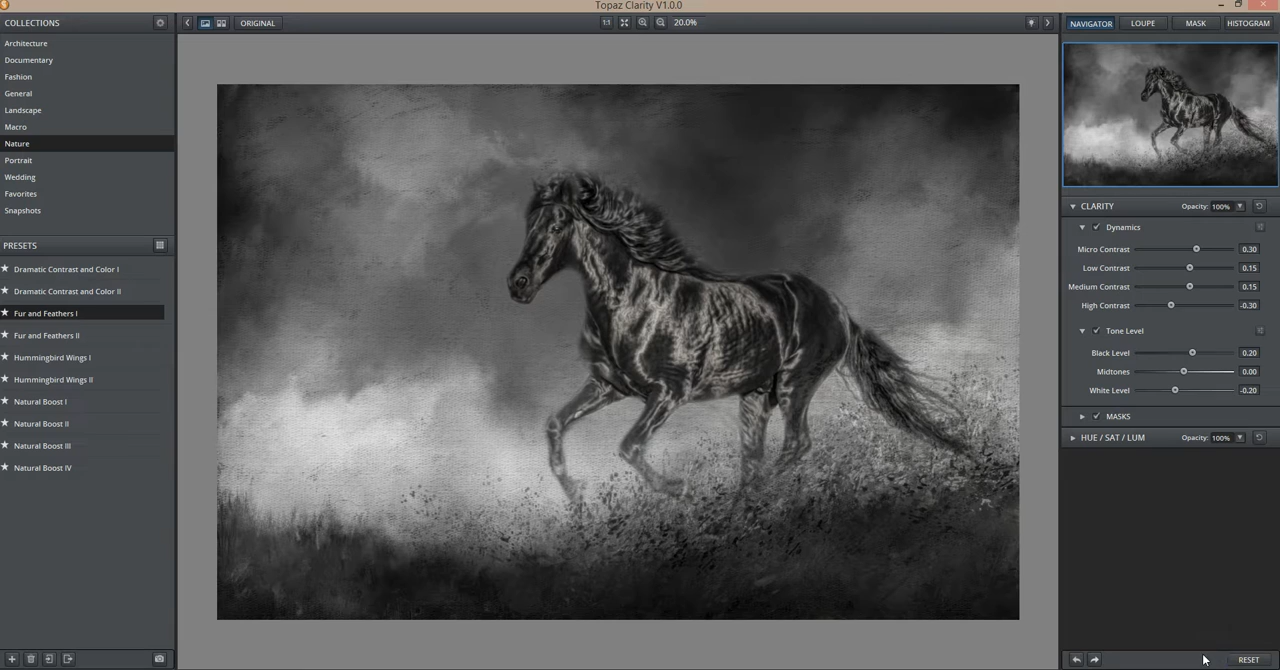 Topaz Clarity V1.0.0
COLLECTIONS
ORIGINAL
1:1
20.0%
NAVIGATOR
LOUPE
MASK
HISTOGRAM
Architecture
Documentary
Fashion
General
Landscape
Macro
Nature
Portrait
Wedding
Favorites
Snapshots
PRESETS
Dramatic Contrast and Color I
Dramatic Contrast and Color II
Fur and Feathers I
Fur and Feathers II
Hummingbird Wings I
Hummingbird Wings II
Natural Boost I
Natural Boost II
Natural Boost III
Natural Boost IV
CLARITY Opacity: 100%
Dynamics
Micro Contrast 0.30
Low Contrast 0.15
Medium Contrast 0.15
High Contrast -0.30
Tone Level
Black Level 0.20
Midtones 0.00
White Level -0.20
MASKS
HUE / SAT / LUM Opacity: 100%
RESET